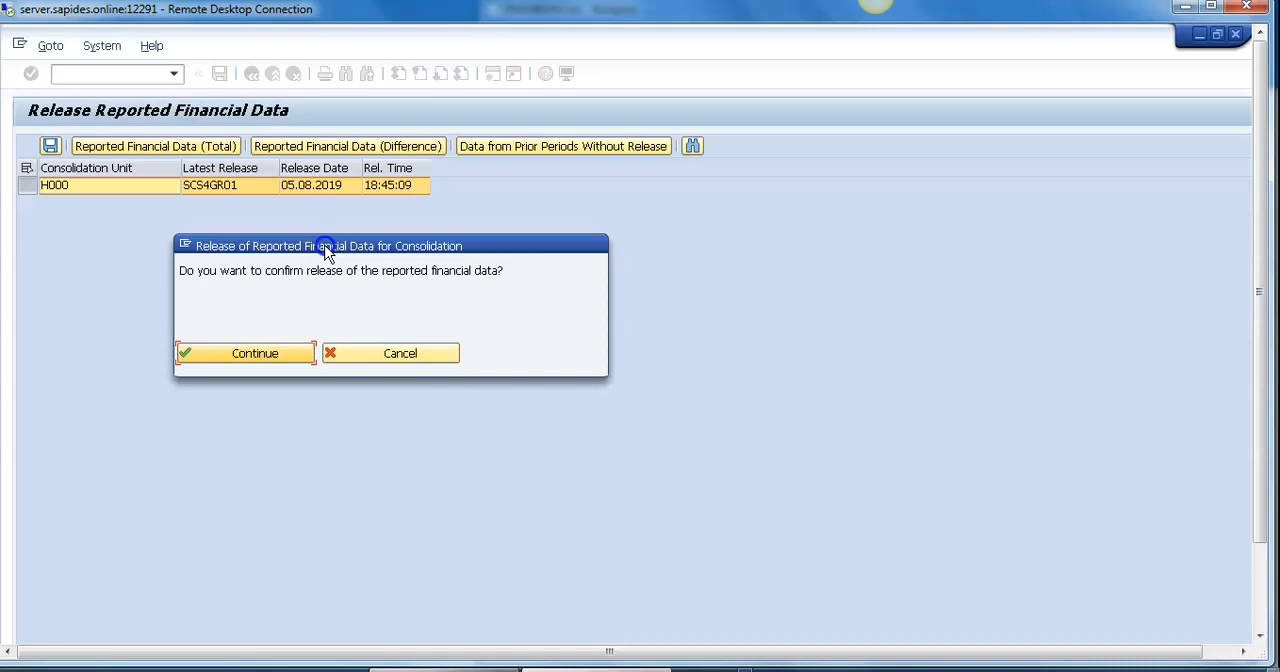 server.sapides.online:12291 - Remote Desktop Connection
Goto System Help
Release Reported Financial Data
Reported Financial Data (Total) Reported Financial Data (Difference) Data from Prior Periods Without Release
Consolidation Unit Latest Release Release Date Rel. Time
H000 SCS4GR01 05.08.2019 18:45:09
Release of Reported Financial Data for Consolidation
Do you want to confirm release of the reported financial data?
Continue Cancel